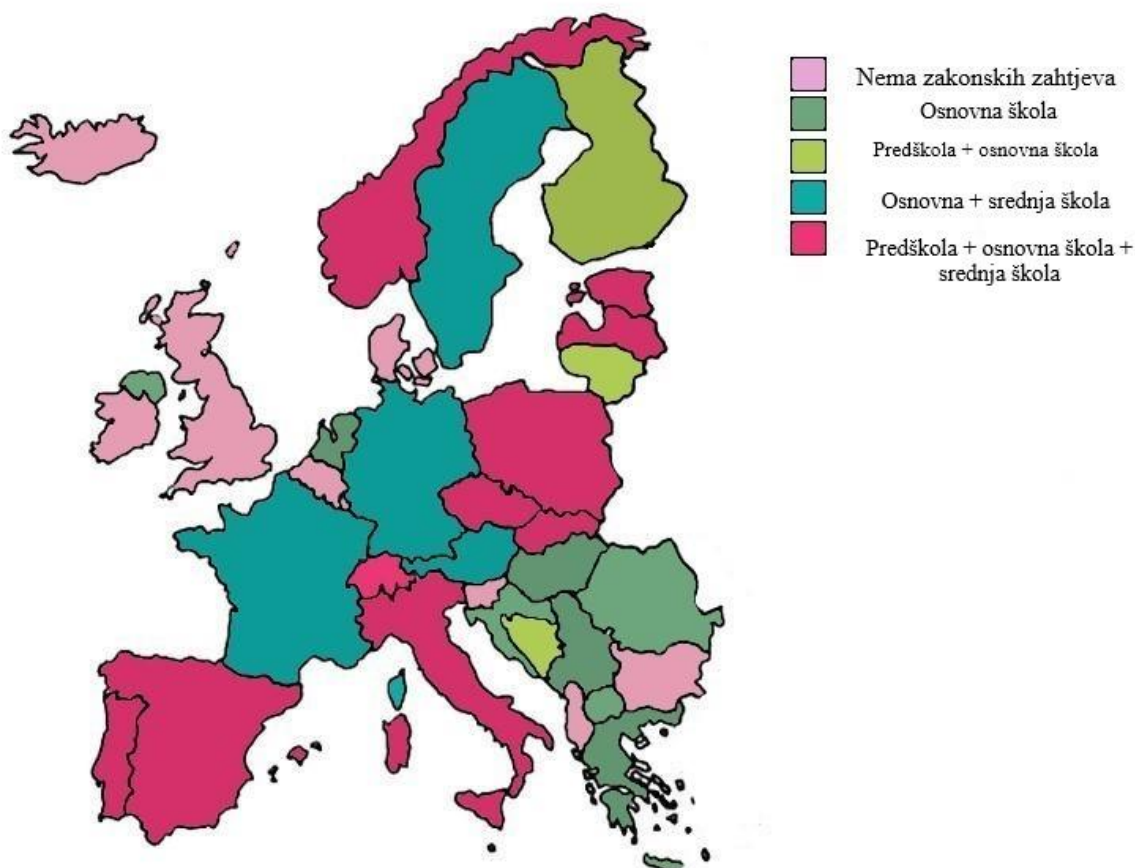 Nema zakonskih zahtjeva
Osnovna škola
Predškola + osnovna škola
Osnovna + srednja škola
Predškola + osnovna škola +
srednja škola